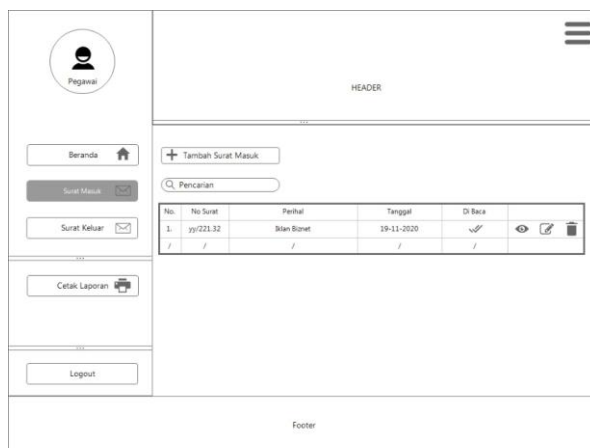 Pegawai
HEADER
Beranda
Surat Masuk
Surat Keluar
Cetak Laporan
Logout
Tambah Surat Masuk
Pencarian
No. No Surat Perihal Tanggal Di Baca
1. yy/221.32 Iklan Biznet 19-11-2020
/ / / / /
Footer